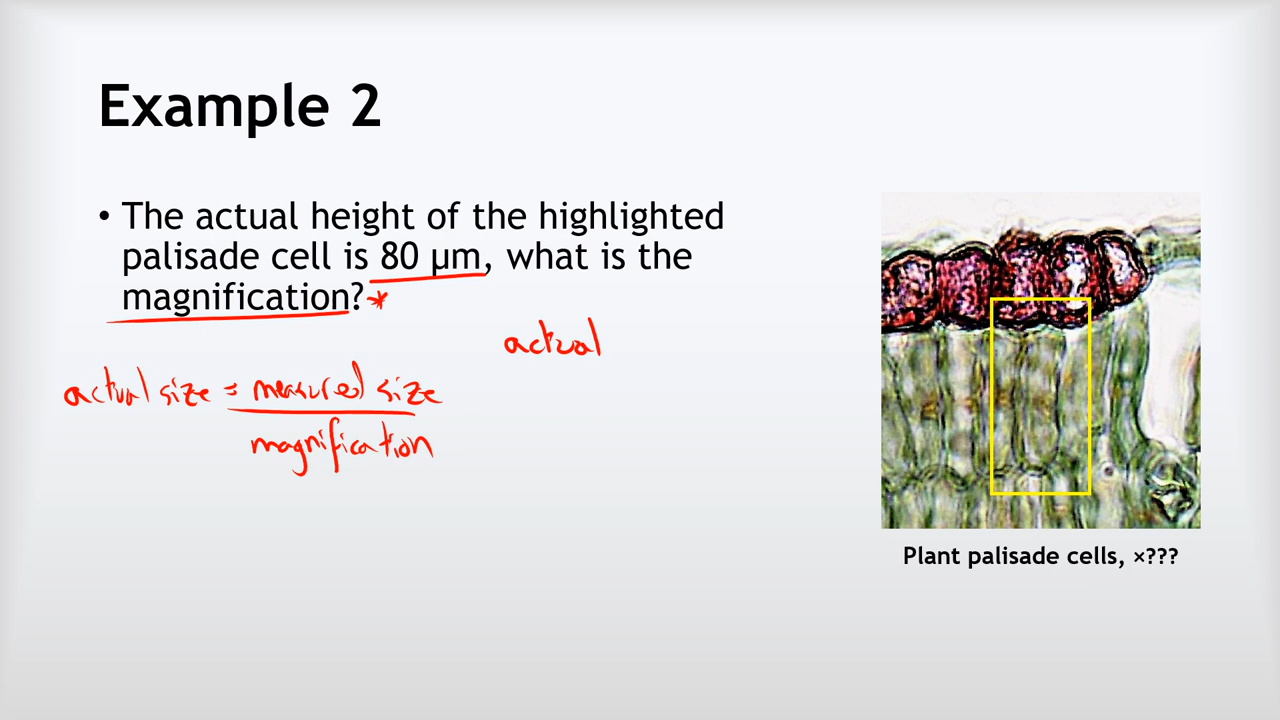 Example 2
• The actual height of the highlighted
palisade cell is 80 µm, what is the
magnification?*
actual
actual size = measured size
magnification
Plant palisade cells, ×???